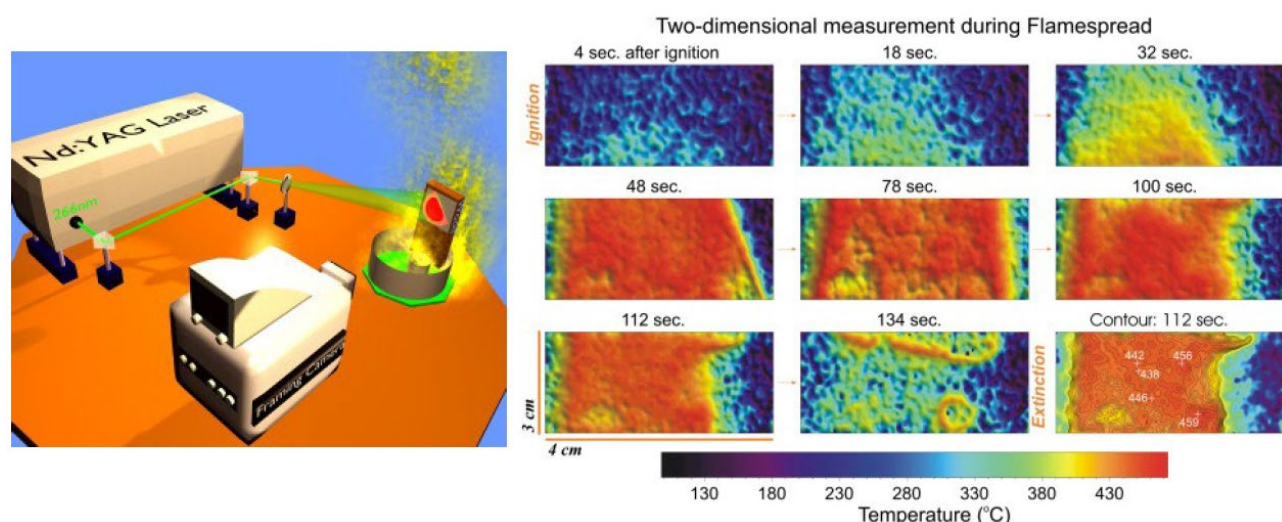 Nd:YAG Laser
266nm
Framing Camera
Two-dimensional measurement during Flamespread
4 sec. after ignition
18 sec.
32 sec.
Ignition
48 sec.
78 sec.
100 sec.
112 sec.
134 sec.
Contour: 112 sec.
3 cm
Extinction
442
456
438
446
459
4 cm
130 180 230 280 330 380 430
Temperature (°C)